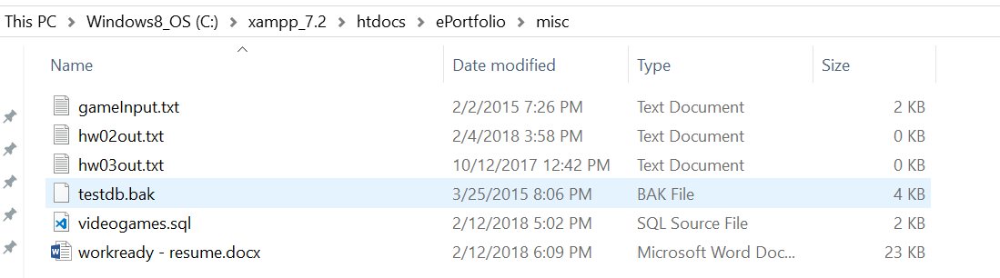 This PC > Windows8_OS (C:) > xampp_7.2 > htdocs > ePortfolio > misc
Name Date modified Type Size
gameInput.txt 2/2/2015 7:26 PM Text Document 2 KB
hw02out.txt 2/4/2018 3:58 PM Text Document 0 KB
hw03out.txt 10/12/2017 12:42 PM Text Document 0 KB
testdb.bak 3/25/2015 8:06 PM BAK File 4 KB
videogames.sql 2/12/2018 5:02 PM SQL Source File 2 KB
workready - resume.docx 2/12/2018 6:09 PM Microsoft Word Doc... 23 KB